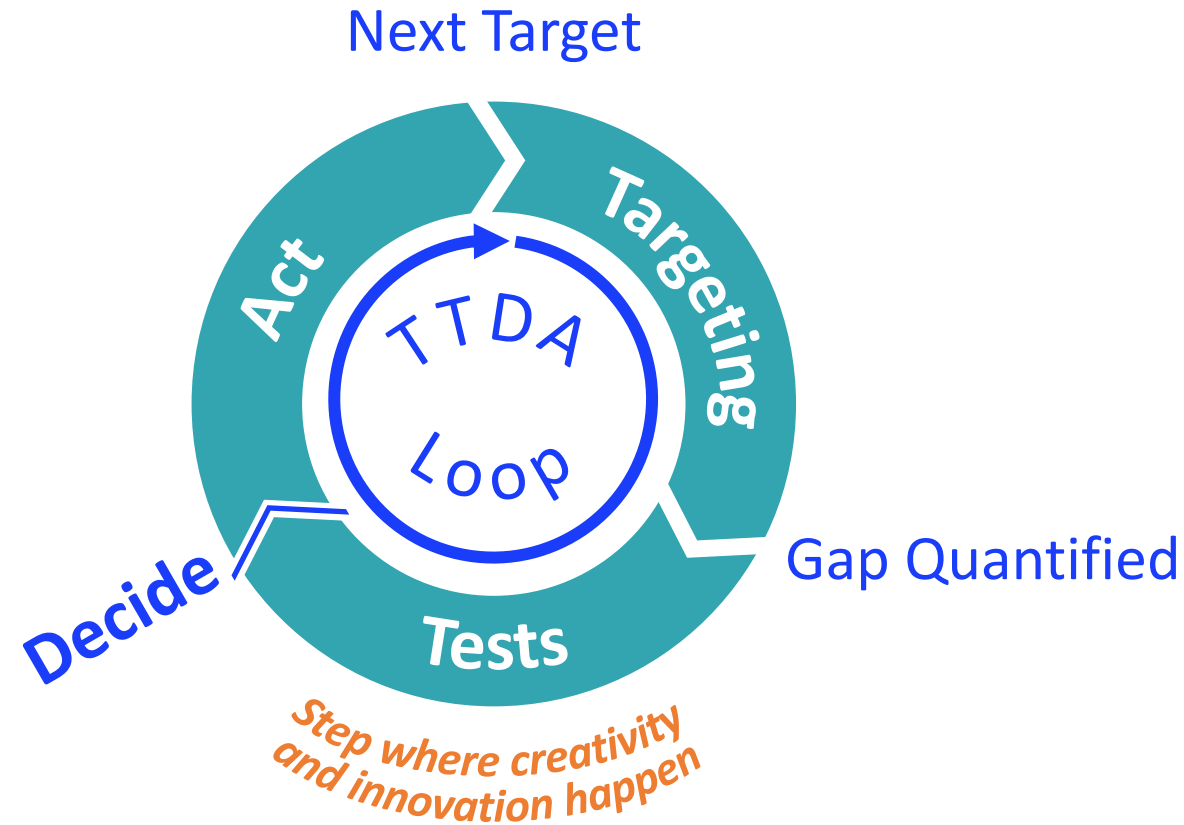 Next Target
Targeting
Act
TTDA
Loop
Gap Quantified
Decide
Tests
Step where creativity
and innovation happen